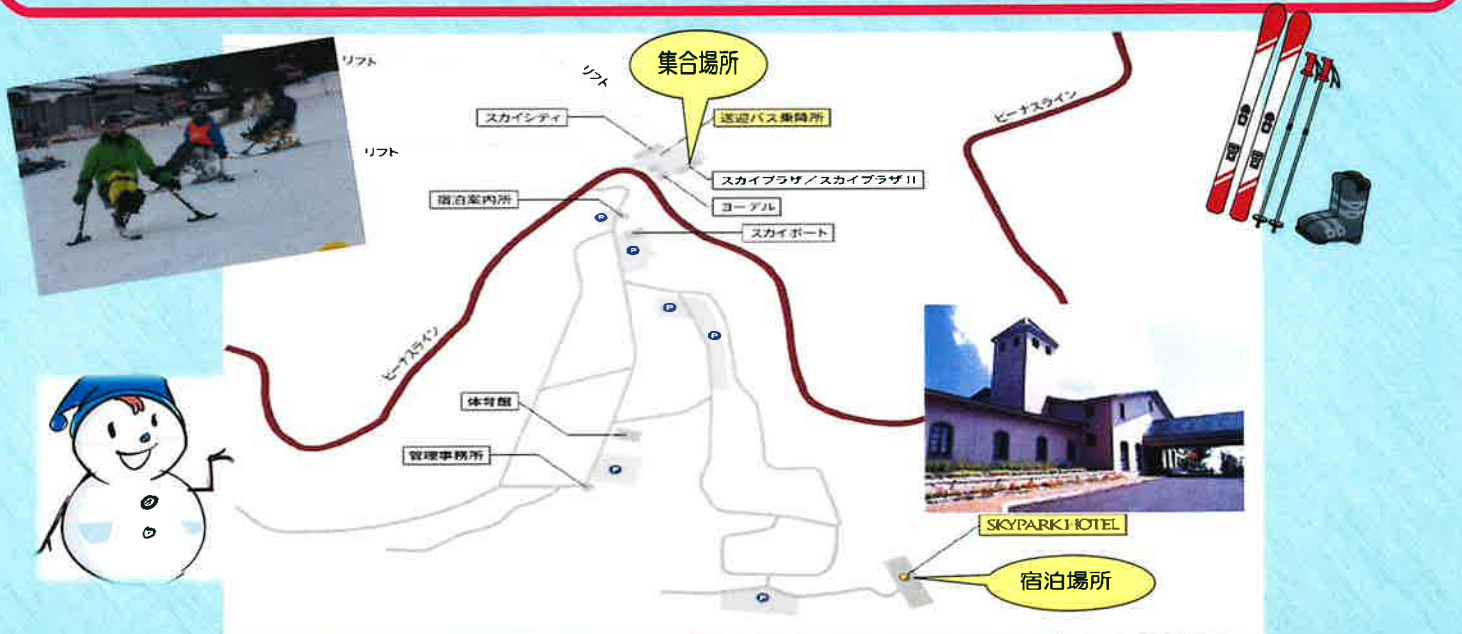 リフト
リフト
集合場所
ビーナスライン
スカイシティ
送迎バス乗降所
リフト
スカイプラザ/スカイプラザII
宿泊案内所
ヨーデル
スカイポート
P
P
P
P
ビーナスライン
体育館
管理事務所
P
SKYPARK HOTEL
宿泊場所
P